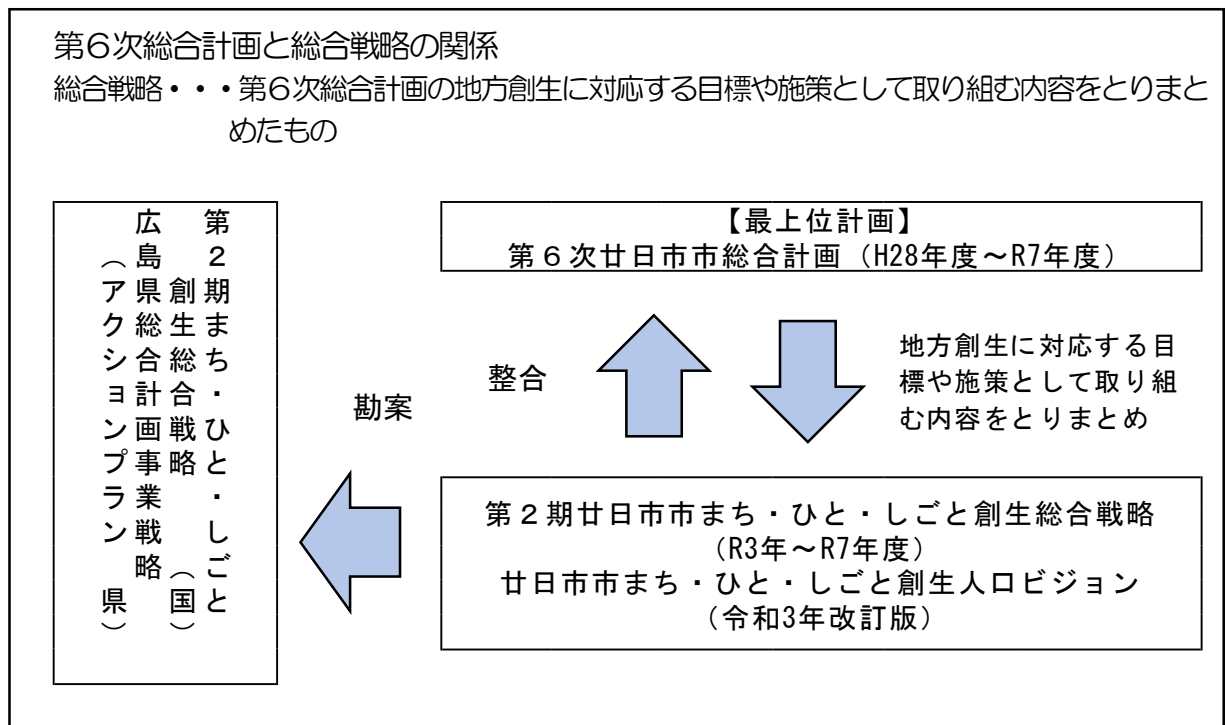 第６次総合計画と総合戦略の関係
総合戦略・・・第６次総合計画の地方創生に対応する目標や施策として取り組む内容をとりまと
めたもの
第２期まち・ひと・しごと
創生総合戦略（国）
広島県総合計画事業戦略
（アクションプラン　県）
勘案
【最上位計画】
第６次廿日市市総合計画（H28年度～R7年度）
整合
地方創生に対応する目
標や施策として取り組
む内容をとりまとめ
第２期廿日市市まち・ひと・しごと創生総合戦略
（R3年～R7年度）
廿日市市まち・ひと・しごと創生人口ビジョン
（令和3年改訂版）